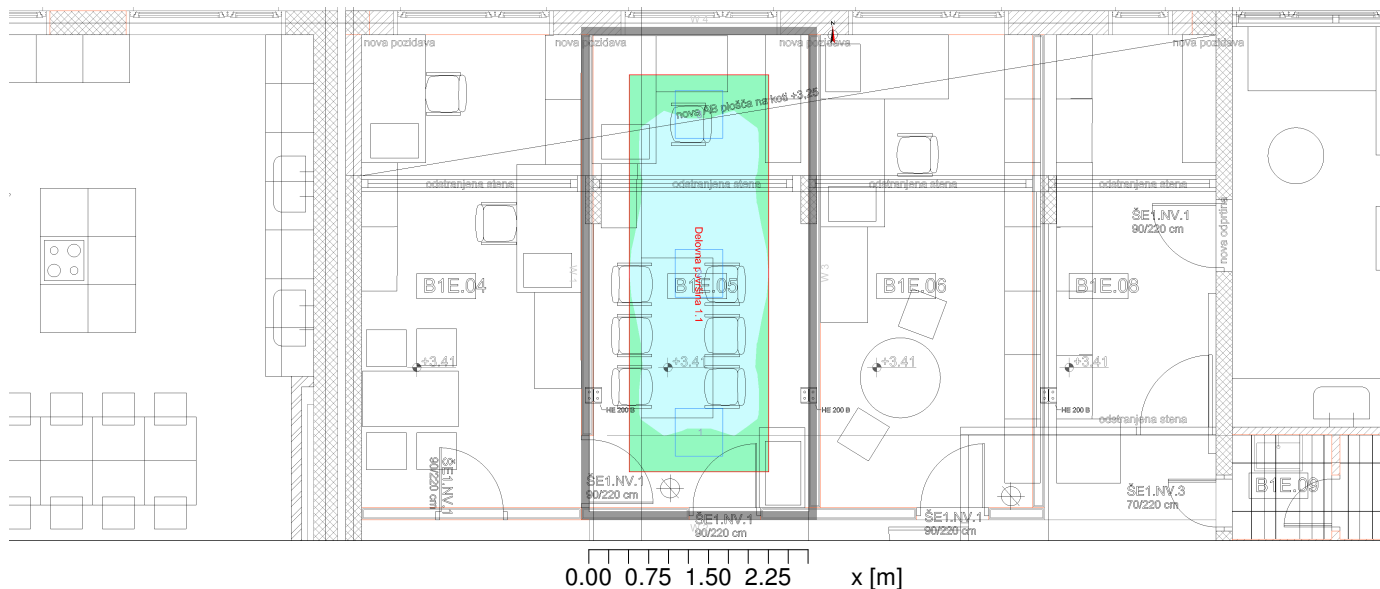 W 4
nova pozidava
nova pozidava
nova pozidava
nova pozidava
nova AB plošča na koti +3,25
odstranjena stena
odstranjena stena
odstranjena stena
odstranjena stena
ŠE1.NV.1
90/220 cm
nova odprtina
Delovna površina 1.1
W 3
B1E.04
B1E.05
B1E.06
B1E.08
+3.41
+3.41
+3.41
+3.41
HE 200 B
HE 200 B
HE 200 B
odstranjena stena
1
ŠE1.NV.1
90/220 cm
ŠE1.NV.1
90/220 cm
ŠE1.NV.3
70/220 cm
B1E.09
ŠE1.NV.1
90/220 cm
ŠE1.NV.1
90/220 cm
0.00 0.75 1.50 2.25 x [m]